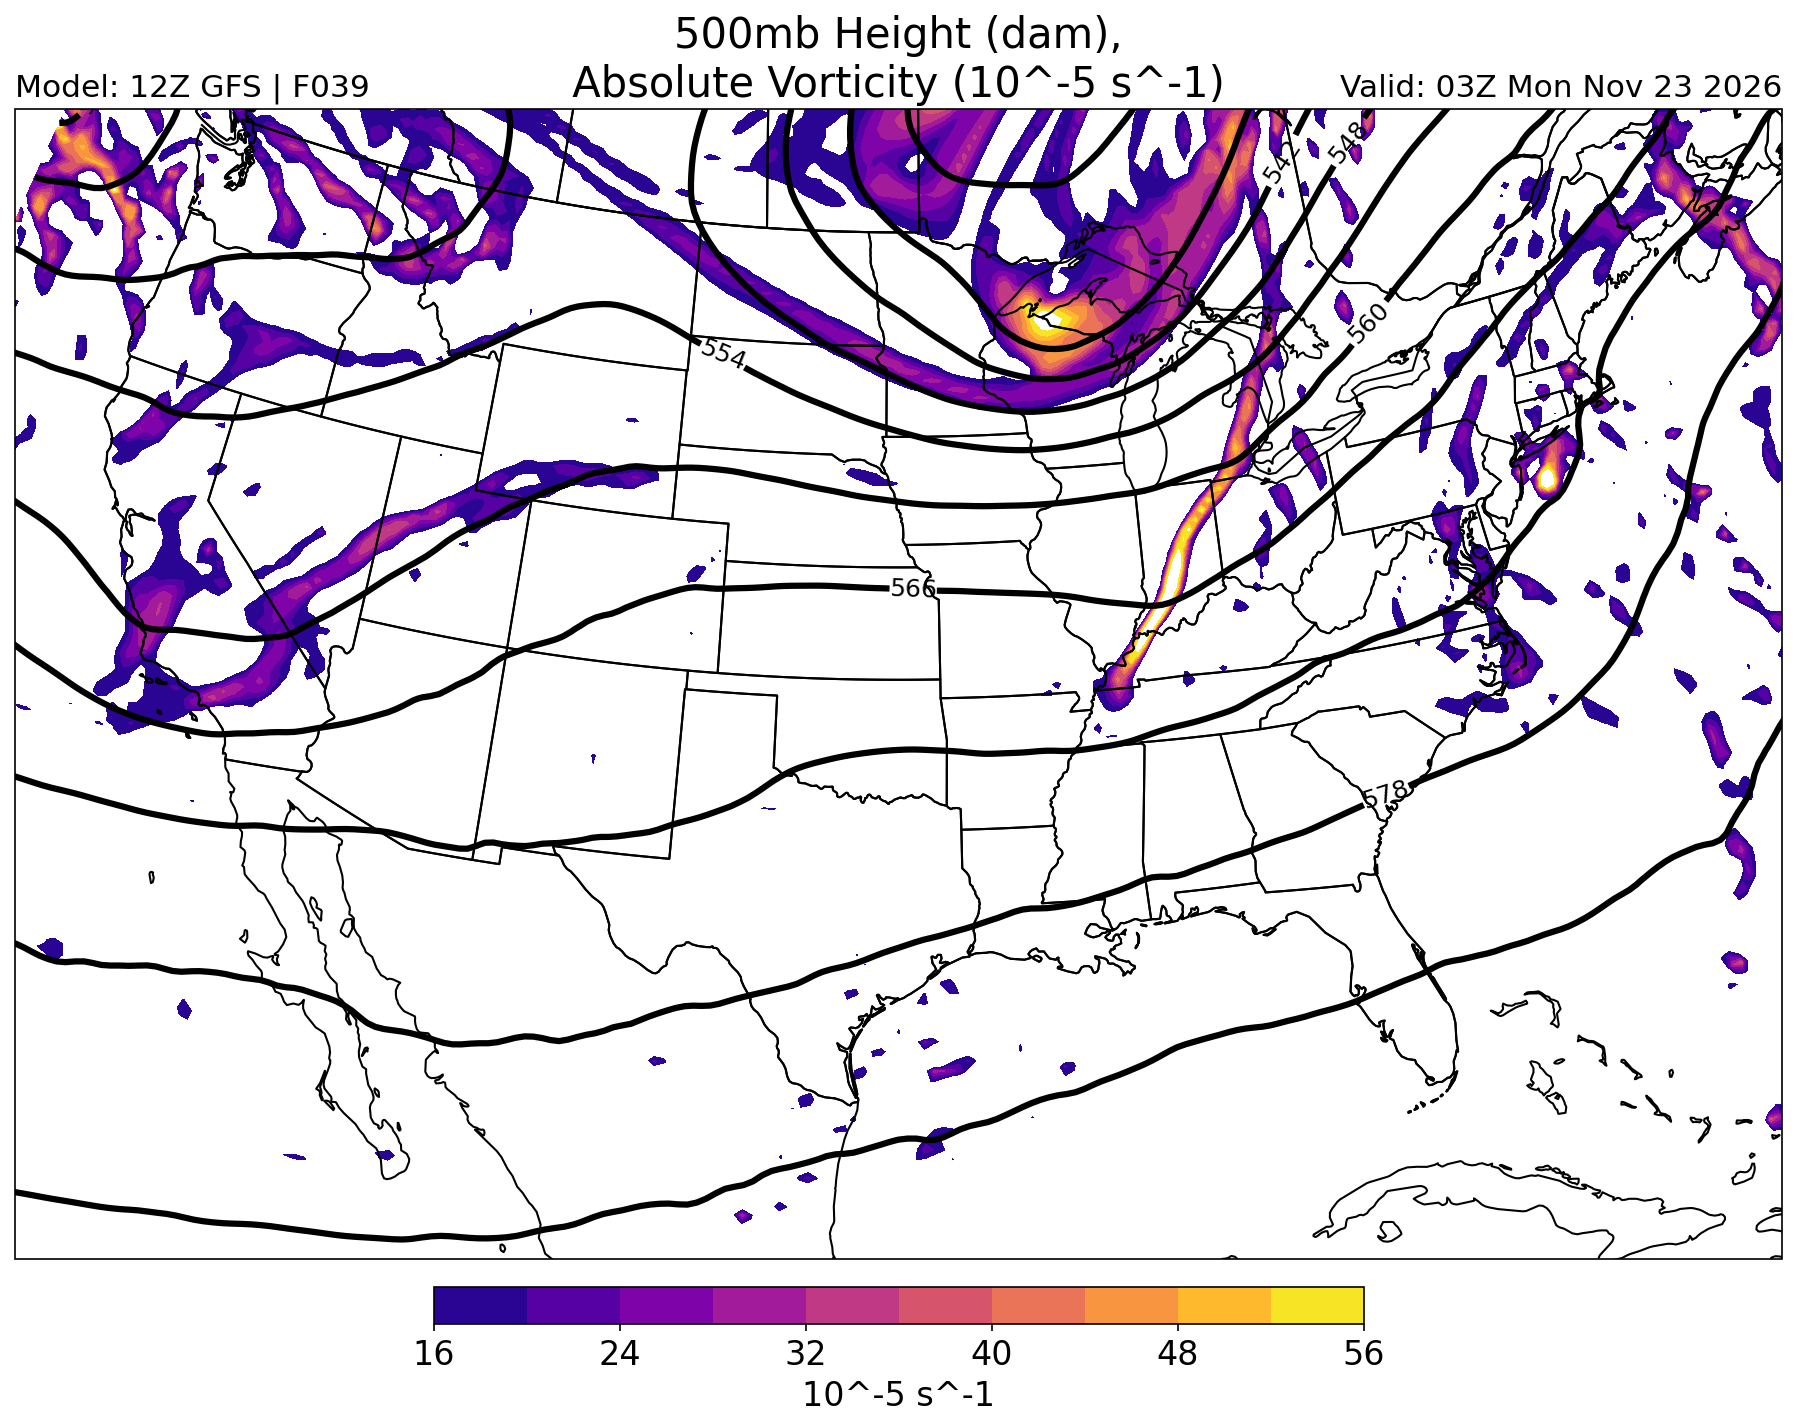 500mb Height (dam),
Model: 12Z GFS | F039
Absolute Vorticity (10^-5 s^-1)
Valid: 03Z Mon Nov 23 2026
542
548
560
554
566
578
16 24 32 40 48 56
10^-5 s^-1